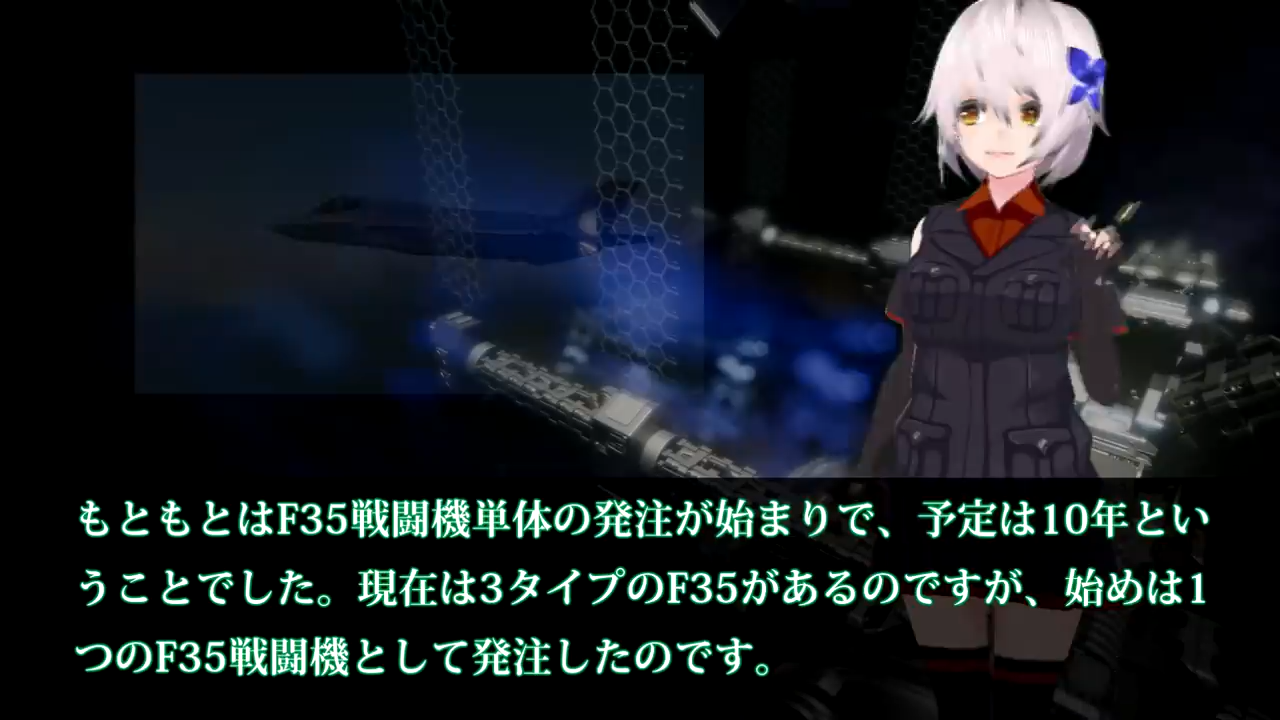 もともとはF35戦闘機単体の発注が始まりで、予定は10年とい
うことでした。現在は3タイプのF35があるのですが、始めは1
つのF35戦闘機として発注したのです。